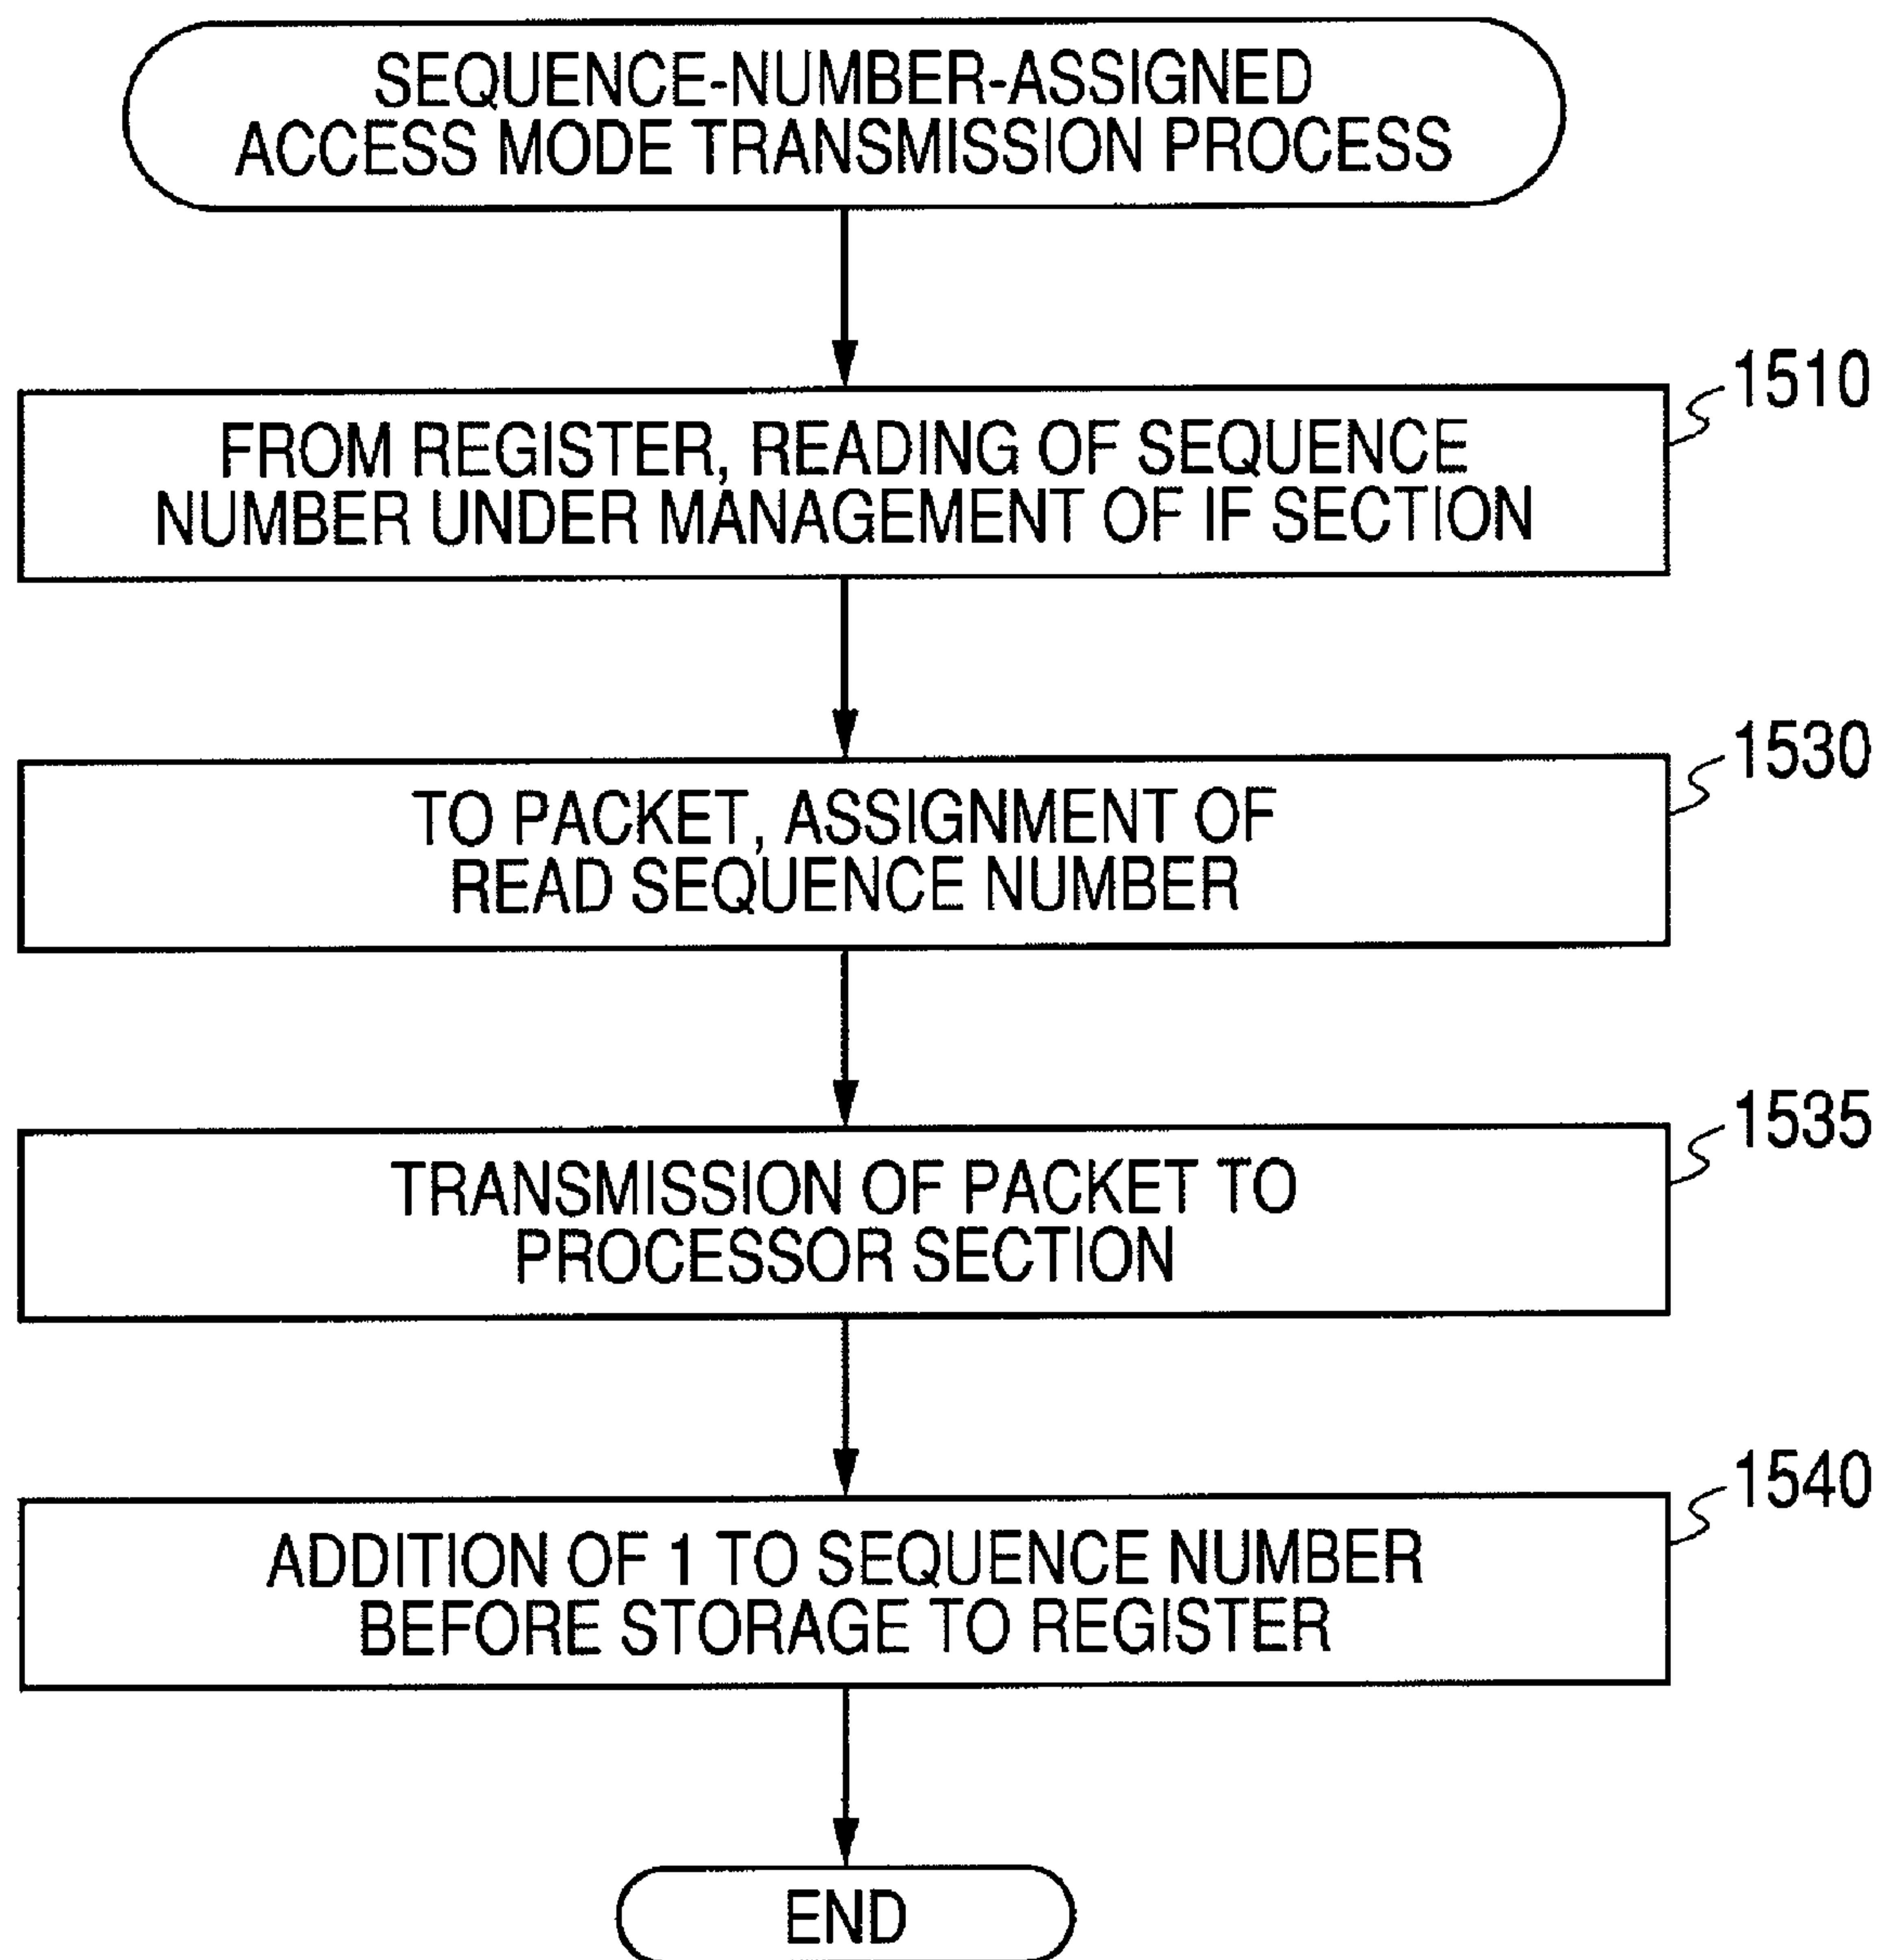 SEQUENCE-NUMBER-ASSIGNED
ACCESS MODE TRANSMISSION PROCESS
1510
FROM REGISTER, READING OF SEQUENCE
NUMBER UNDER MANAGEMENT OF IF SECTION
1530
TO PACKET, ASSIGNMENT OF
READ SEQUENCE NUMBER
1535
TRANSMISSION OF PACKET TO
PROCESSOR SECTION
1540
ADDITION OF 1 TO SEQUENCE NUMBER
BEFORE STORAGE TO REGISTER
END